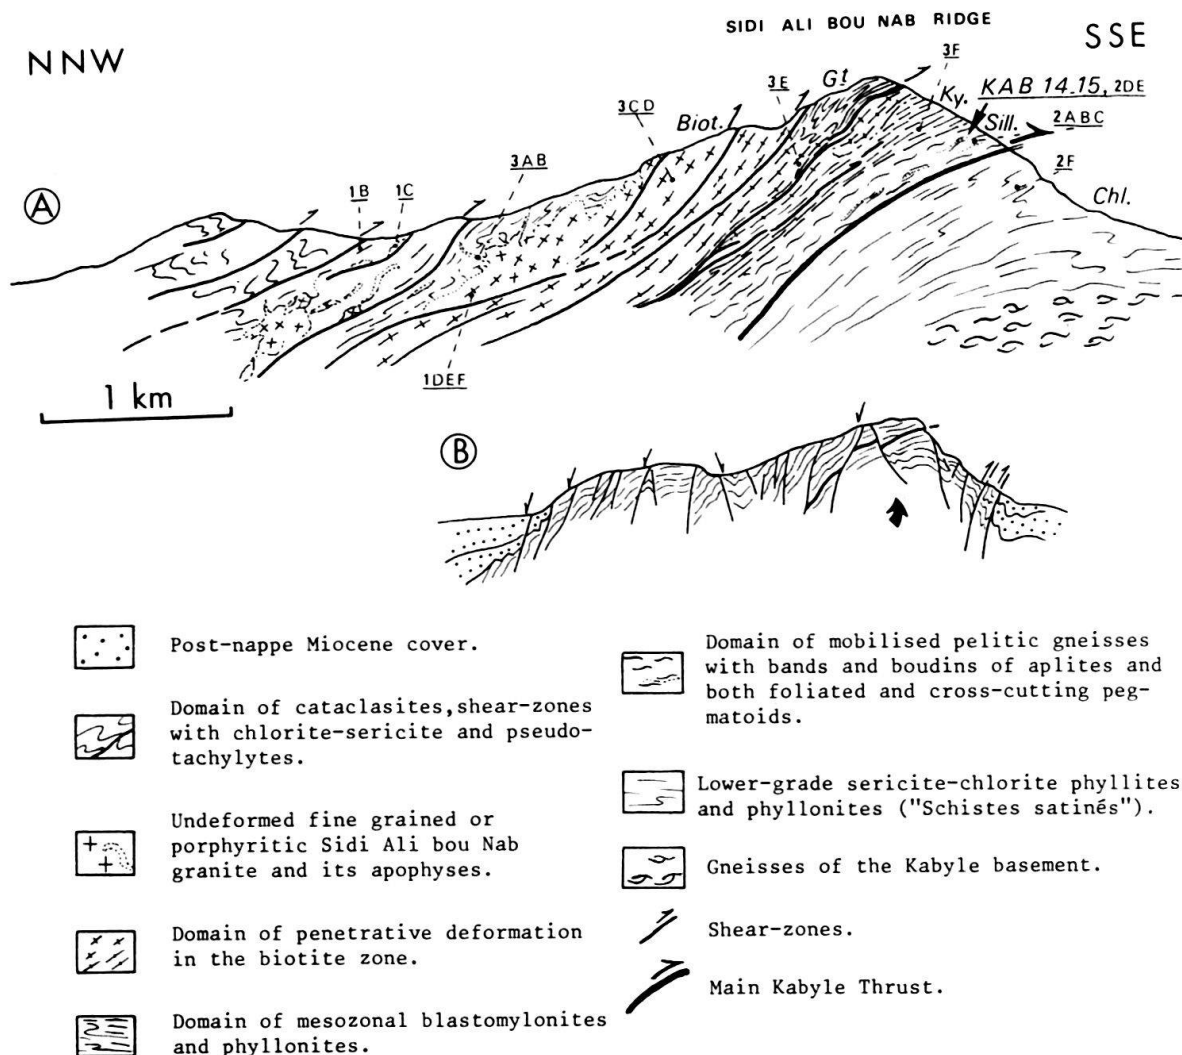 SIDI ALI BOU NAB RIDGE
NNW
SSE
3F
Gt
3E
Ky.
KAB 14.15, 2DE
3CD
Biot.
Sill.
2ABC
3AB
2F
A
1B
1C
Chl.
1DEF
1 km
B
Post-nappe Miocene cover.
Domain of cataclasites,shear-zones
with chlorite-sericite and pseudo-
tachylytes.
Undeformed fine grained or
porphyritic Sidi Ali bou Nab
granite and its apophyses.
Domain of penetrative deformation
in the biotite zone.
Domain of mesozonal blastomylonites
and phyllonites.
Domain of mobilised pelitic gneisses
with bands and boudins of aplites and
both foliated and cross-cutting peg-
matoids.
Lower-grade sericite-chlorite phyllites
and phyllonites ("Schistes satinés").
Gneisses of the Kabyle basement.
Shear-zones.
Main Kabyle Thrust.